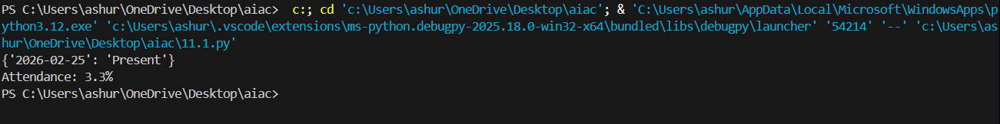 PS C:\Users\ashur\OneDrive\Desktop\aiac>  c:; cd 'c:\Users\ashur\OneDrive\Desktop\aiac'; & 'C:\Users\ashur\AppData\Local\Microsoft\WindowsApps\p
ython3.12.exe' 'c:\Users\ashur\.vscode\extensions\ms-python.debugpy-2025.18.0-win32-x64\bundled\libs\debugpy\launcher' '54214' '--' 'c:\Users\as
hur\OneDrive\Desktop\aiac\11.1.py'
{'2026-02-25': 'Present'}
Attendance: 3.3%
PS C:\Users\ashur\OneDrive\Desktop\aiac>